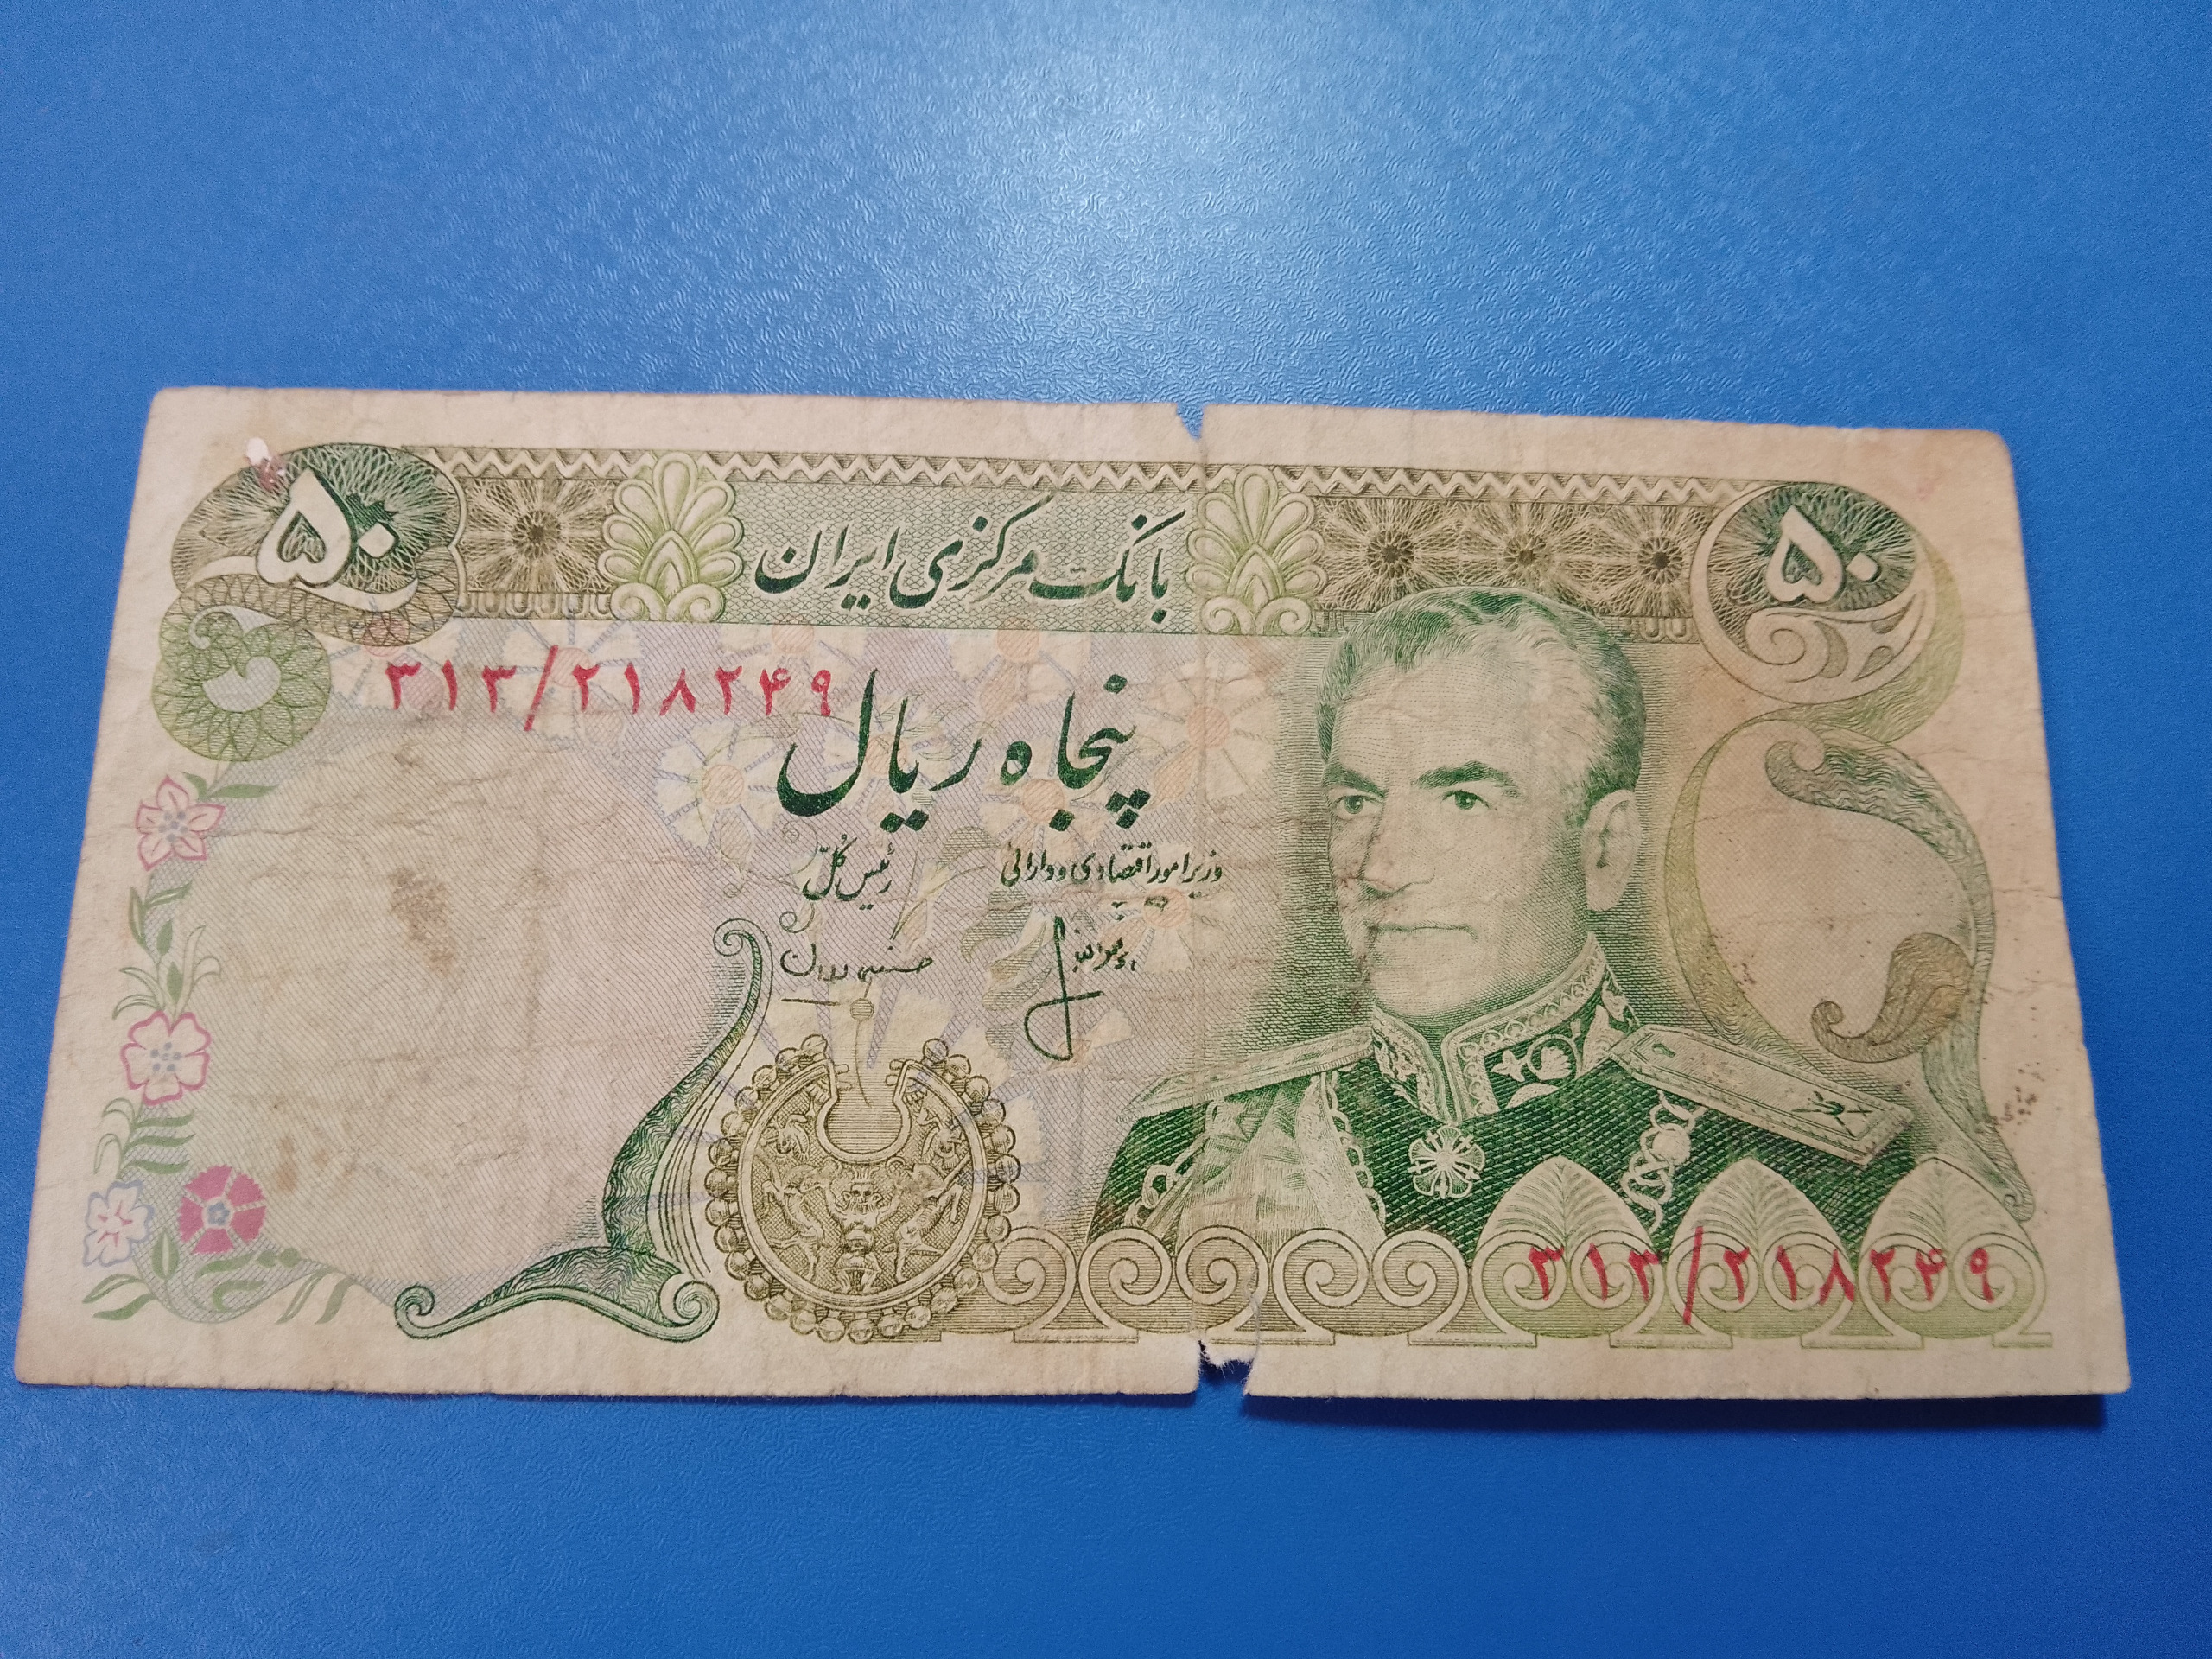 ۵۰
بانک مرکزی ایران
۵۰
۳۱۳/۲۱۸۲۴۹
پنجاه ریال
وزیر امور اقتصادی و دارائی
رئیس کل
۳۱۳/۲۱۸۲۴۹